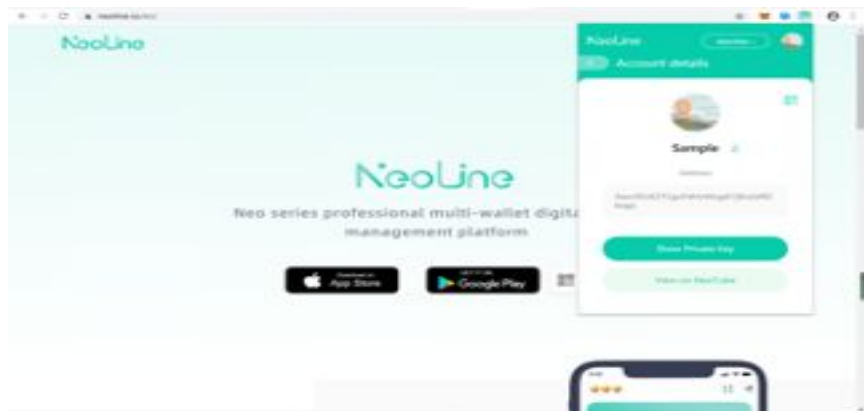 NeoLine
NeoLine
Account details
Sample
NeoLine
Neo series professional multi-wallet
management platform
App Store
Google Play
Show Private Key
View on NeoTube